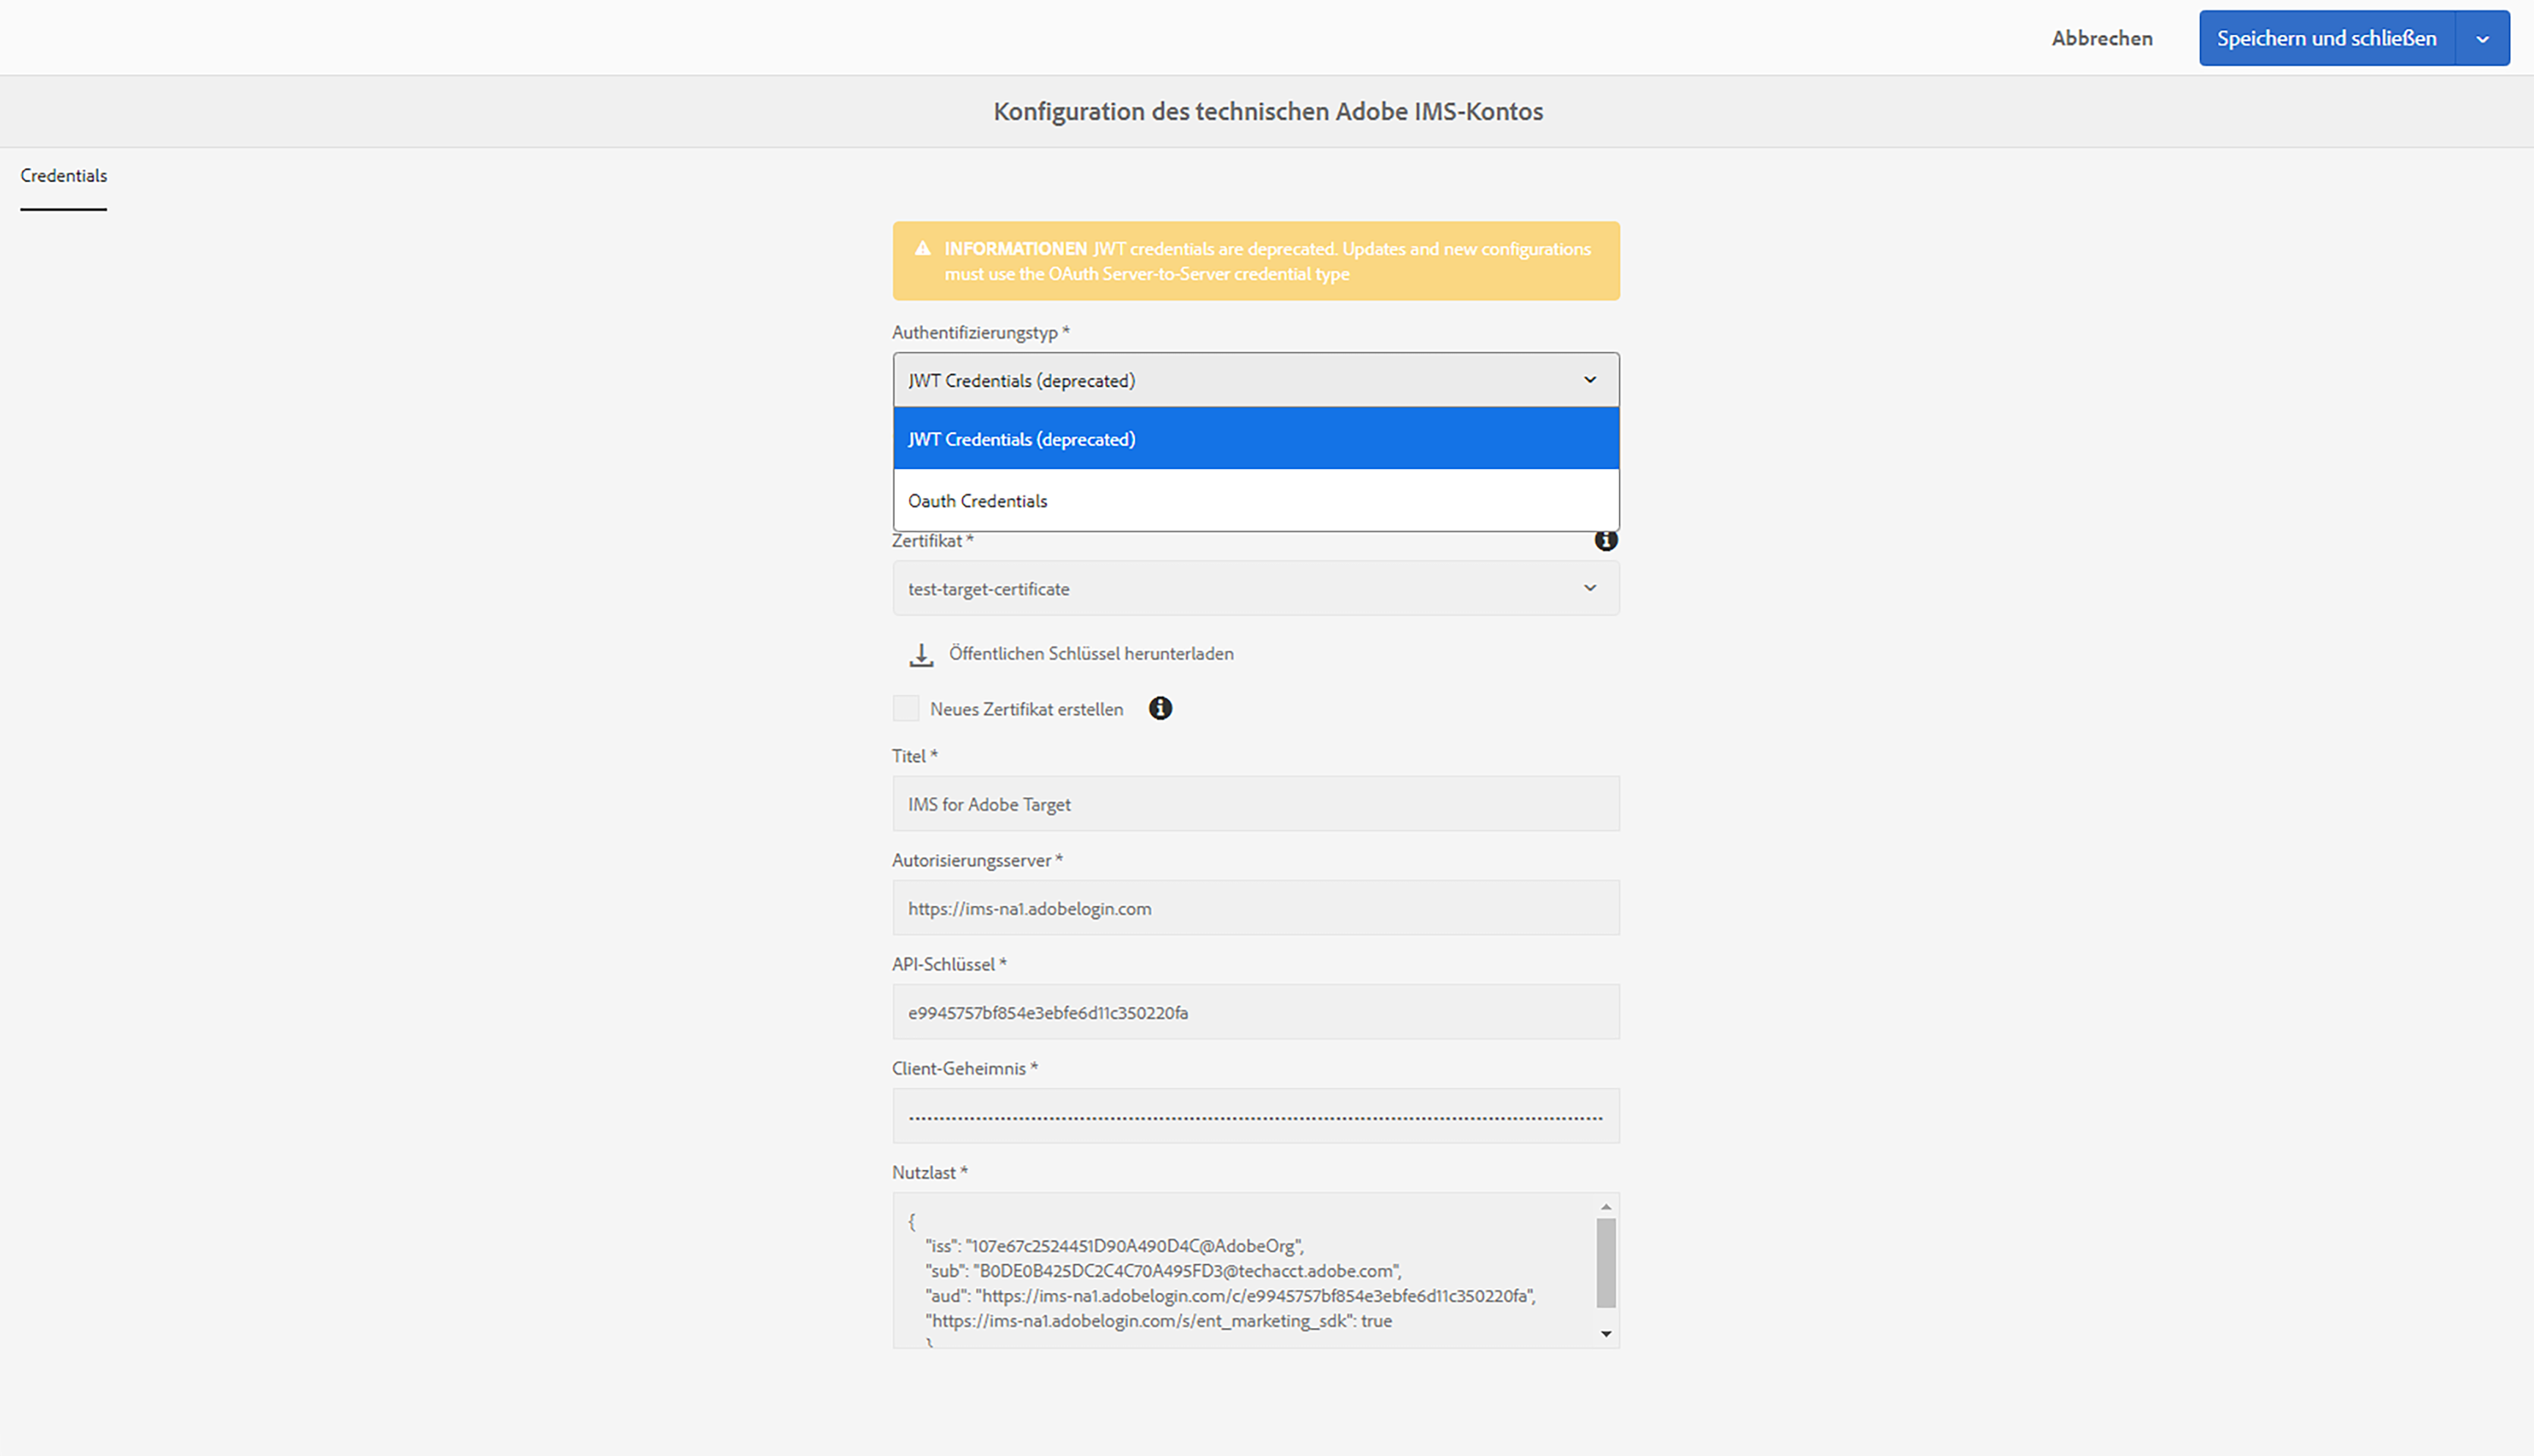 Abbrechen
Speichern und schließen
Konfiguration des technischen Adobe IMS-Kontos
Credentials
INFORMATIONEN JWT credentials are deprecated. Updates and new configurations
must use the OAuth Server-to-Server credential type
Authentifizierungstyp *
JWT Credentials (deprecated)
JWT Credentials (deprecated)
Oauth Credentials
Zertifikat *
test-target-certificate
Öffentlichen Schlüssel herunterladen
Neues Zertifikat erstellen
Titel *
IMS for Adobe Target
Autorisierungsserver *
https://ims-na1.adobelogin.com
API-Schlüssel *
e9945757bf854e3ebfe6d11c350220fa
Client-Geheimnis *
Nutzlast *
{
"iss": "107e67c2524451D90A490D4C@AdobeOrg",
"sub": "B0DE0B425DC2C4C70A495FD3@techacct.adobe.com",
"aud": "https://ims-na1.adobelogin.com/c/e9945757bf854e3ebfe6d11c350220fa",
"https://ims-na1.adobelogin.com/s/ent_marketing_sdk": true
}